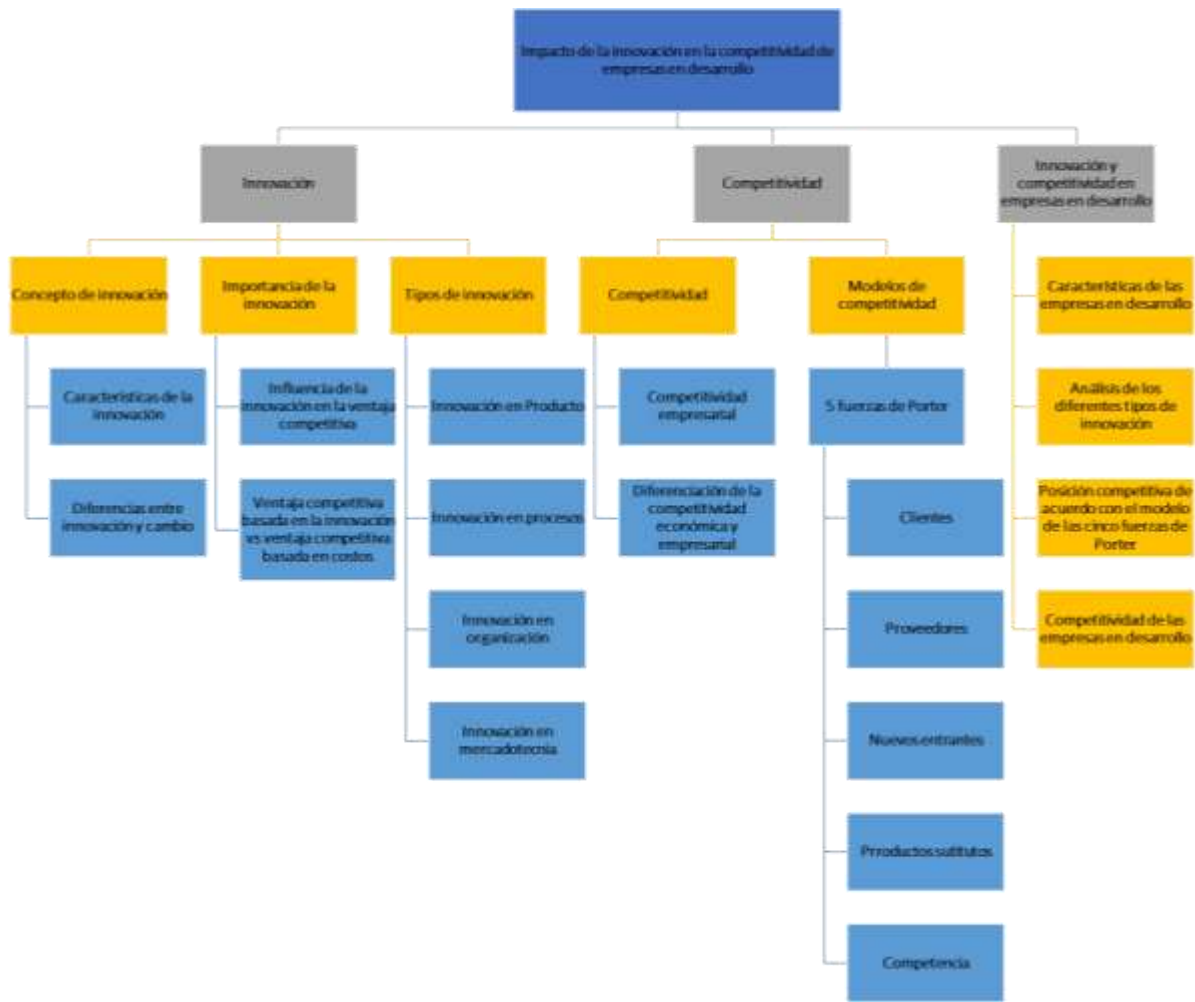 Impacto de la innovación en la competitividad de
empresas en desarrollo
Innovación
Competitividad
Innovación y
competitividad en
empresas en desarrollo
Concepto de innovación
Importancia de la
innovación
Tipos de innovación
Competitividad
Modelos de
competitividad
Características de las
empresas en desarrollo
Características de la
innovación
Influencia de la
innovación en la ventaja
competitiva
Innovación en Producto
Competitividad
empresarial
5 fuerzas de Porter
Análisis de los
diferentes tipos de
innovación
Diferencias entre
innovación y cambio
Ventaja competitiva
basada en la innovación
vs ventaja competitiva
basada en costos
Innovación en procesos
Diferenciación de la
competitividad
económica y
empresarial
Clientes
Posición competitiva de
acuerdo con el modelo
de las cinco fuerzas de
Porter
Innovación en
organización
Proveedores
Competitividad de las
empresas en desarrollo
Innovación en
mercadotecnia
Nuevos entrantes
Prroductos sutitutos
Competencia